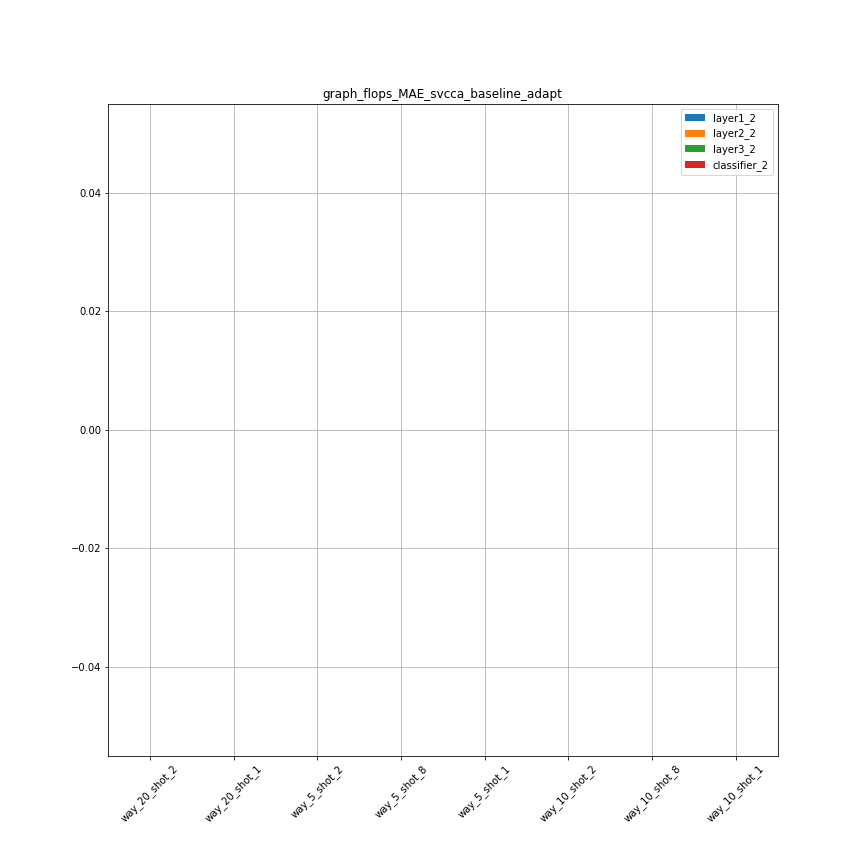 graph_flops_MAE_svcca_baseline_adapt
layer1_2
layer2_2
layer3_2
classifier_2
0.04
0.02
0.00
−0.02
−0.04
way_20_shot_2
way_20_shot_1
way_5_shot_2
way_5_shot_8
way_5_shot_1
way_10_shot_2
way_10_shot_8
way_10_shot_1